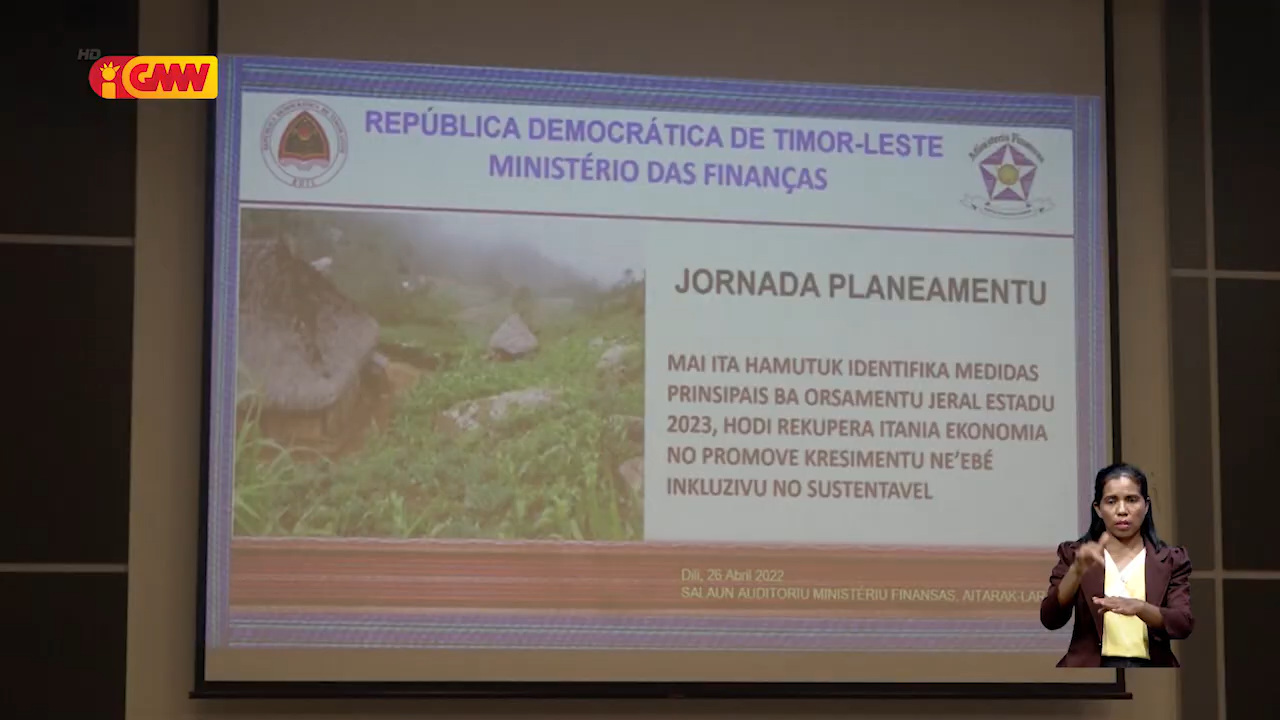 HD
GMN
REPÚBLICA DEMOCRÁTICA DE TIMOR-LESTE
MINISTÉRIO DAS FINANÇAS
JORNADA PLANEAMENTU
MAI ITA HAMUTUK IDENTIFIKA MEDIDAS
PRINSIPAIS BA ORSAMENTU JERAL ESTADU
2023, HODI REKUPERA ITANIA EKONOMIA
NO PROMOVE KRESIMENTU NE’EBÉ
INKLUZIVU NO SUSTENTAVEL
Dili, 26 Abril 2022
SALAUN AUDITORIU MINISTÉRIU FINANSAS, AITARAK-LAR